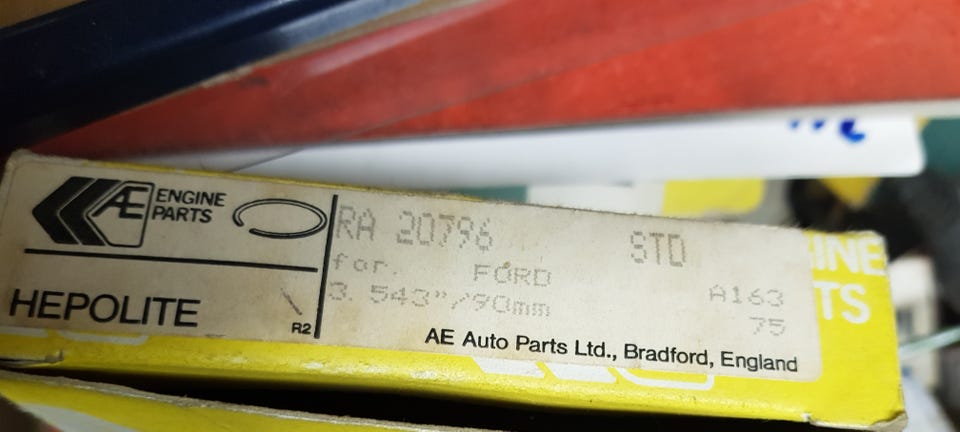 AE ENGINE
PARTS
HEPOLITE
R2
RA 20796 STD
for. FORD
3.543"/90mm A163
75
AE Auto Parts Ltd., Bradford, England
INE
TS